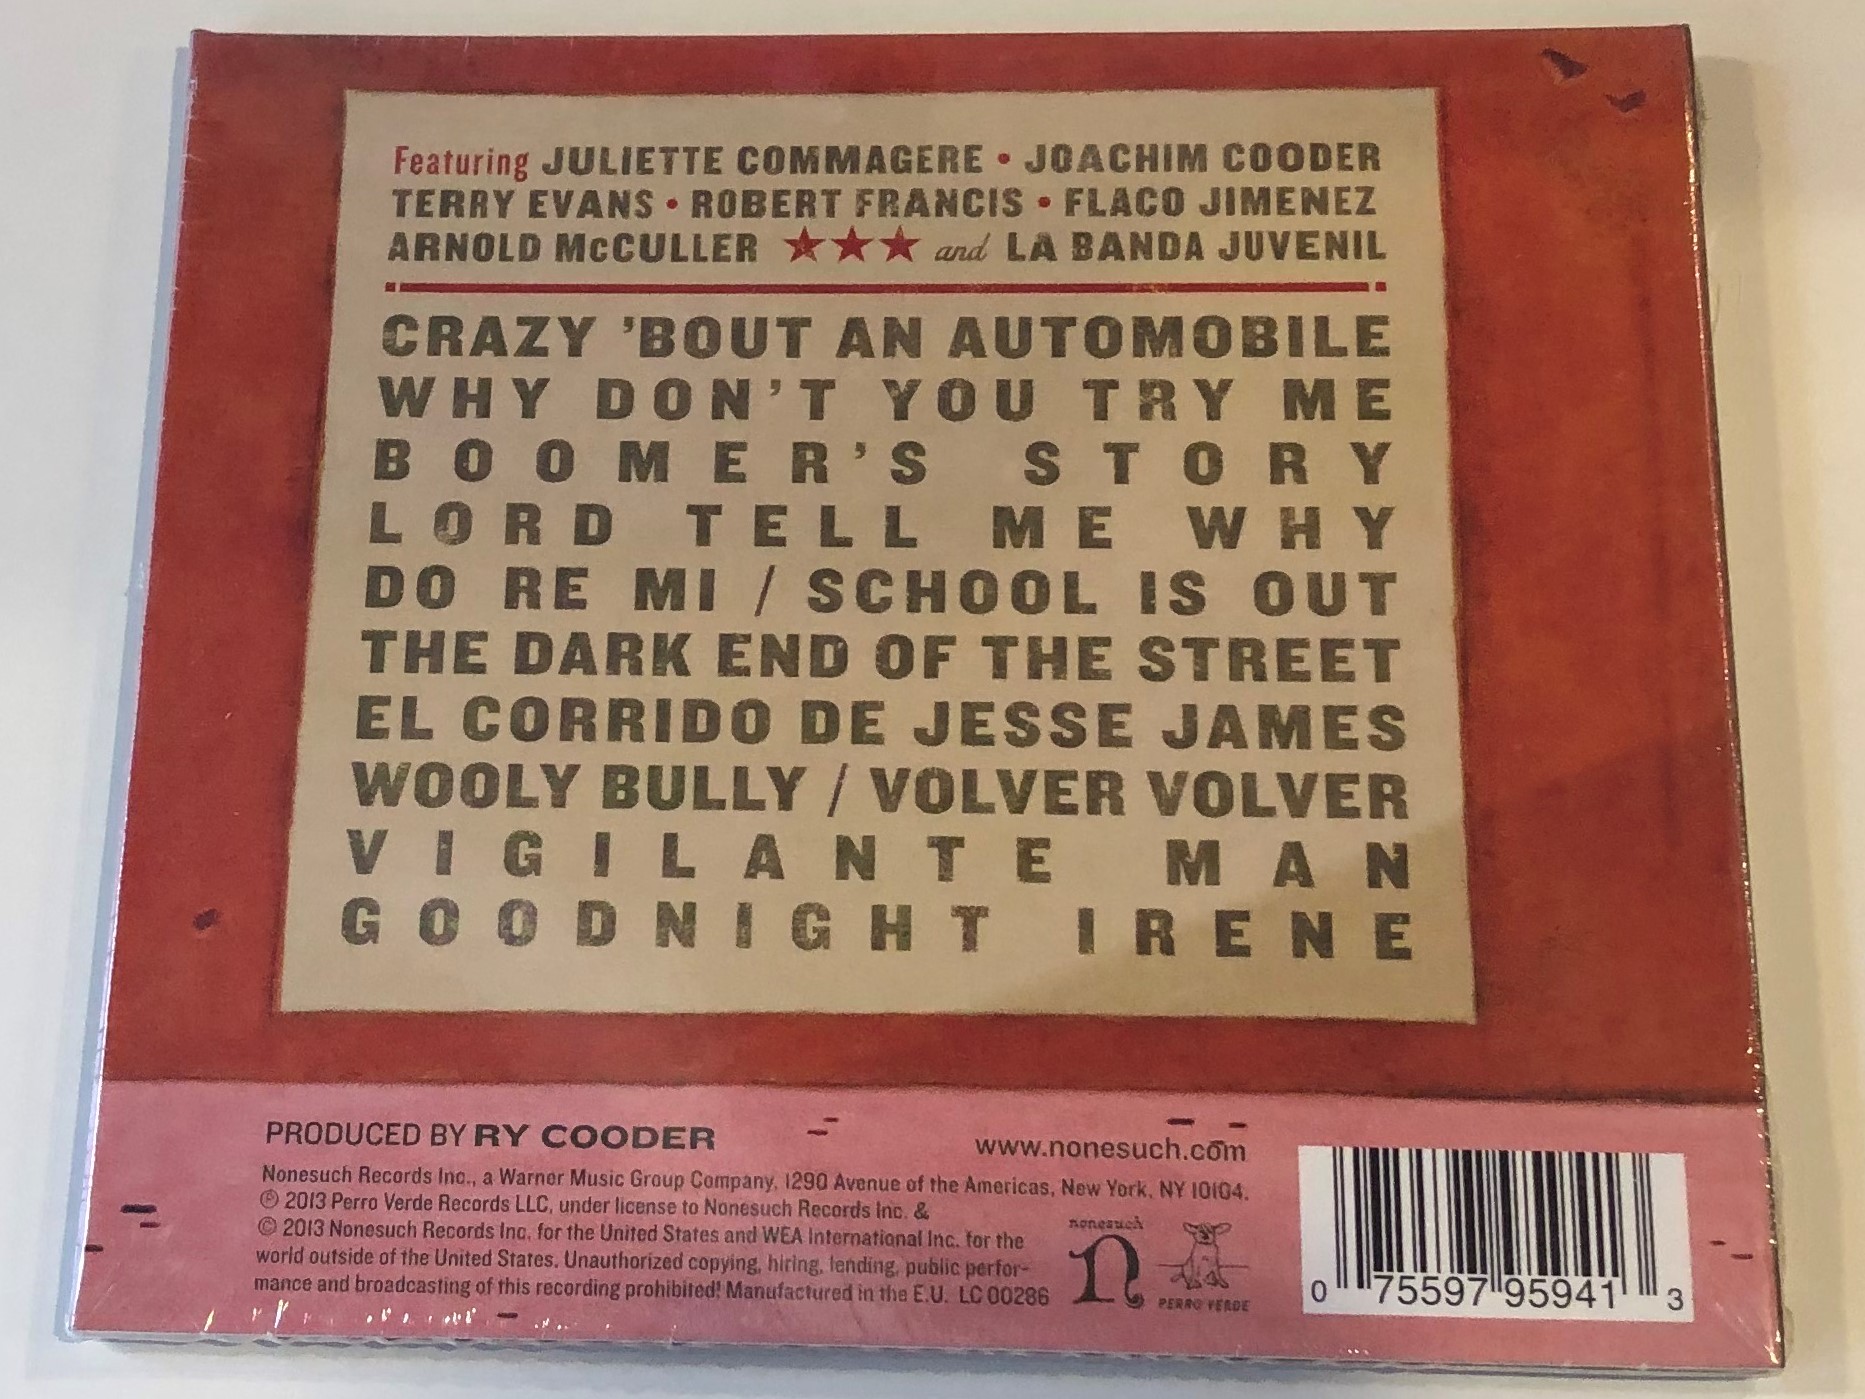 Featuring JULIETTE COMMAGERE • JOACHIM COODER
TERRY EVANS • ROBERT FRANCIS • FLACO JIMENEZ
ARNOLD McCULLER ★★★ and LA BANDA JUVENIL
CRAZY 'BOUT AN AUTOMOBILE
WHY DON'T YOU TRY ME
BOOMER'S STORY
LORD TELL ME WHY
DO RE MI / SCHOOL IS OUT
THE DARK END OF THE STREET
EL CORRIDO DE JESSE JAMES
WOOLY BULLY / VOLVER VOLVER
VIGILANTE MAN
GOODNIGHT IRENE
PRODUCED BY RY COODER
www.nonesuch.com
Nonesuch Records Inc., a Warner Music Group Company, 1290 Avenue of the Americas, New York, NY 10104.
℗ 2013 Perro Verde Records LLC, under license to Nonesuch Records Inc. &
© 2013 Nonesuch Records Inc. for the United States and WEA International Inc. for the
world outside of the United States. Unauthorized copying, hiring, lending, public perfor-
mance and broadcasting of this recording prohibited! Manufactured in the E.U. LC 00286
nonesuch
n
PERRO VERDE
0 75597 95941 3